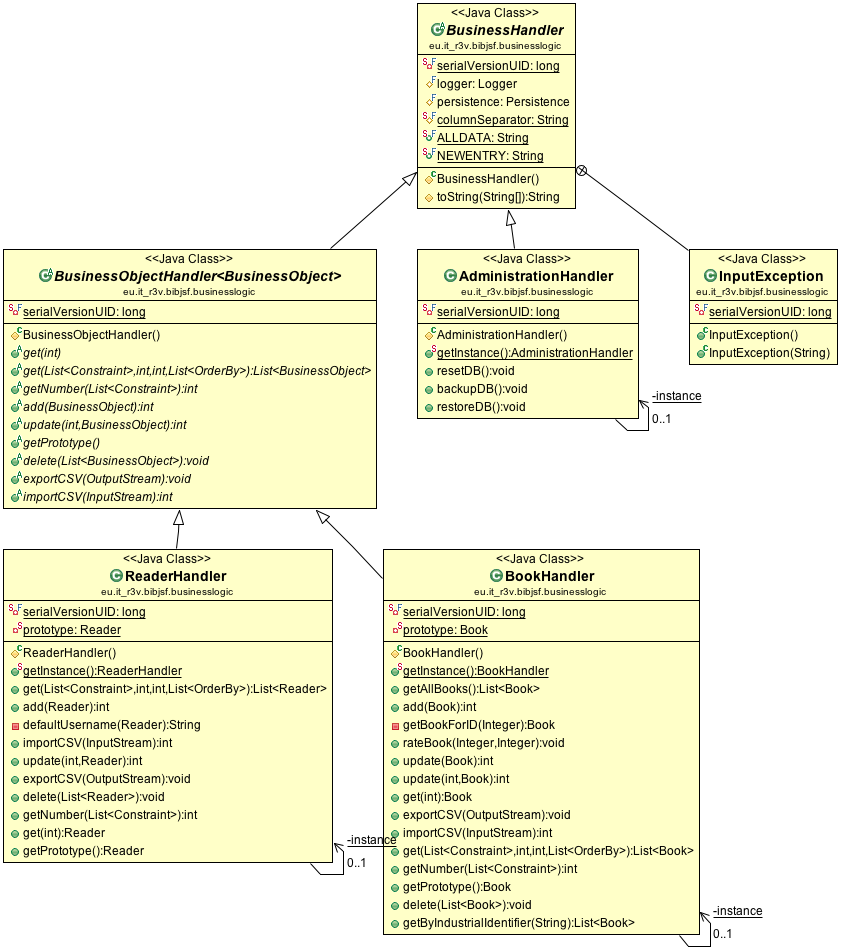 <<Java Class>>
BusinessHandler
eu.it_r3v.bibjsf.businesslogic
serialVersionUID: long
logger: Logger
persistence: Persistence
columnSeparator: String
ALLDATA: String
NEWENTRY: String
BusinessHandler()
toString(String[]):String
<<Java Class>>
BusinessObjectHandler<BusinessObject>
eu.it_r3v.bibjsf.businesslogic
serialVersionUID: long
BusinessObjectHandler()
get(int)
get(List<Constraint>,int,int,List<OrderBy>):List<BusinessObject>
getNumber(List<Constraint>):int
add(BusinessObject):int
update(int,BusinessObject):int
getPrototype()
delete(List<BusinessObject>):void
exportCSV(OutputStream):void
importCSV(InputStream):int
<<Java Class>>
AdministrationHandler
eu.it_r3v.bibjsf.businesslogic
serialVersionUID: long
AdministrationHandler()
getInstance():AdministrationHandler
resetDB():void
backupDB():void
restoreDB():void
-instance
0..1
<<Java Class>>
InputException
eu.it_r3v.bibjsf.businesslogic
serialVersionUID: long
InputException()
InputException(String)
<<Java Class>>
ReaderHandler
eu.it_r3v.bibjsf.businesslogic
serialVersionUID: long
prototype: Reader
ReaderHandler()
getInstance():ReaderHandler
get(List<Constraint>,int,int,List<OrderBy>):List<Reader>
add(Reader):int
defaultUsername(Reader):String
importCSV(InputStream):int
update(int,Reader):int
exportCSV(OutputStream):void
delete(List<Reader>):void
getNumber(List<Constraint>):int
get(int):Reader
getPrototype():Reader
-instance
0..1
<<Java Class>>
BookHandler
eu.it_r3v.bibjsf.businesslogic
serialVersionUID: long
prototype: Book
BookHandler()
getInstance():BookHandler
getAllBooks():List<Book>
add(Book):int
getBookForID(Integer):Book
rateBook(Integer,Integer):void
update(Book):int
update(int,Book):int
get(int):Book
exportCSV(OutputStream):void
importCSV(InputStream):int
get(List<Constraint>,int,int,List<OrderBy>):List<Book>
getNumber(List<Constraint>):int
getPrototype():Book
delete(List<Book>):void
getByIndustrialIdentifier(String):List<Book>
-instance
0..1